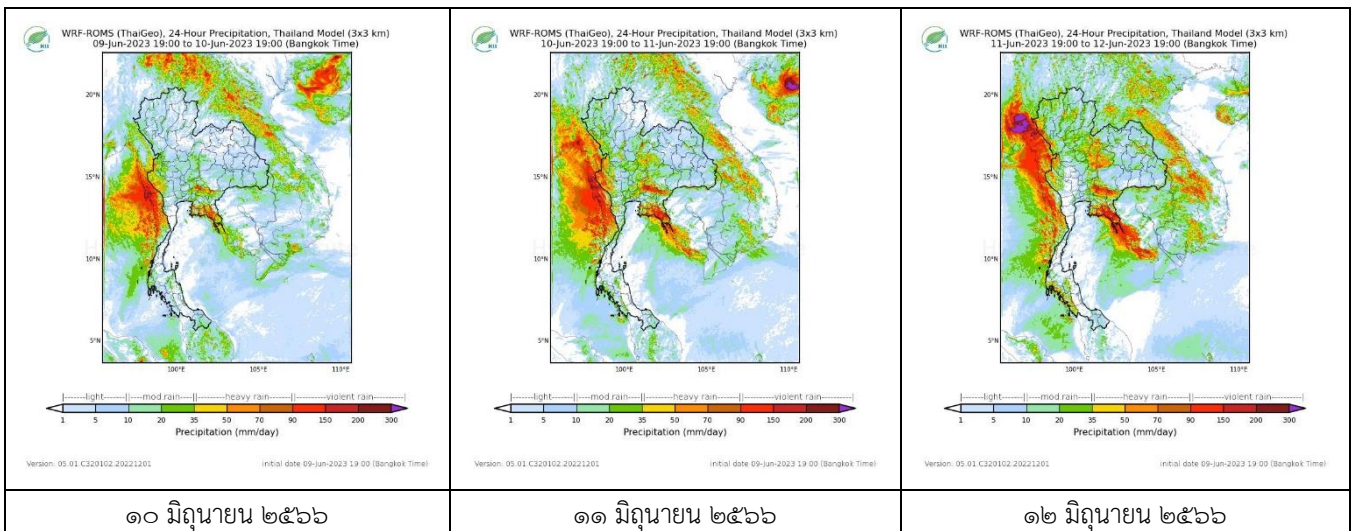 WRF-ROMS (ThaiGeo), 24-Hour Precipitation, Thailand Model (3x3 km)
09-Jun-2023 19:00 to 10-Jun-2023 19:00 (Bangkok Time)
20°N
15°N
10°N
5°N
100°E 105°E 110°E
|-------light------||----mod.rain-----||-------heavy rain-------||-------violent rain-------|
1 5 10 20 35 50 70 90 150 200 300
Precipitation (mm/day)
Version: 05.01.C320102.20221201 initial date 09-Jun-2023 19:00 (Bangkok Time)
๑๐ มิถุนายน ๒๕๖๖
WRF-ROMS (ThaiGeo), 24-Hour Precipitation, Thailand Model (3x3 km)
10-Jun-2023 19:00 to 11-Jun-2023 19:00 (Bangkok Time)
20°N
15°N
10°N
5°N
100°E 105°E 110°E
|-------light------||----mod.rain-----||-------heavy rain-------||-------violent rain-------|
1 5 10 20 35 50 70 90 150 200 300
Precipitation (mm/day)
Version: 05.01.C320102.20221201 initial date 09-Jun-2023 19:00 (Bangkok Time)
๑๑ มิถุนายน ๒๕๖๖
WRF-ROMS (ThaiGeo), 24-Hour Precipitation, Thailand Model (3x3 km)
11-Jun-2023 19:00 to 12-Jun-2023 19:00 (Bangkok Time)
20°N
15°N
10°N
5°N
100°E 105°E 110°E
|-------light------||----mod.rain-----||-------heavy rain-------||-------violent rain-------|
1 5 10 20 35 50 70 90 150 200 300
Precipitation (mm/day)
Version: 05.01.C320102.20221201 initial date 09-Jun-2023 19:00 (Bangkok Time)
๑๒ มิถุนายน ๒๕๖๖